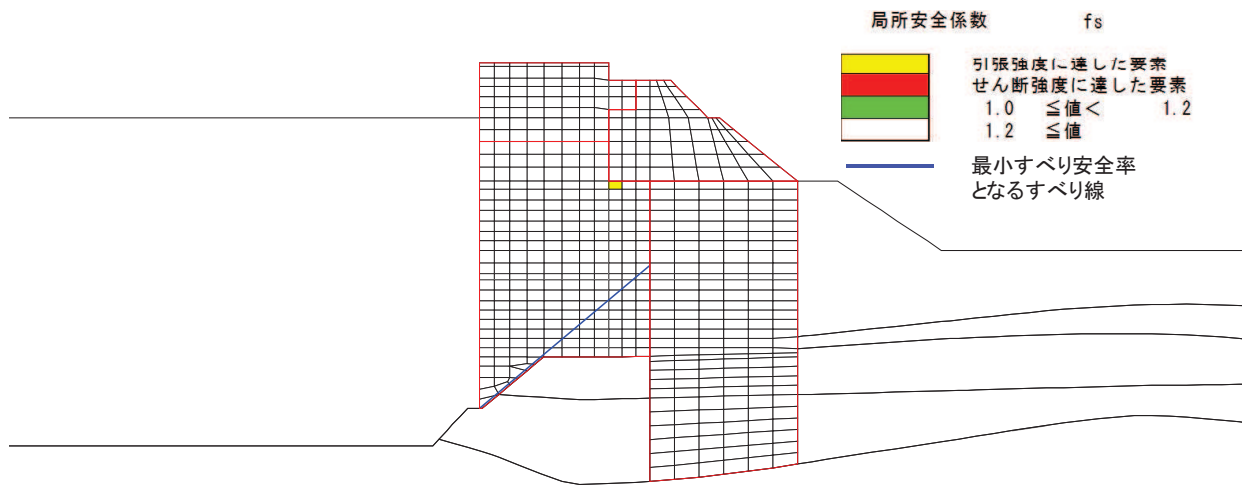 局所安全係数 fs
引張強度に達した要素
せん断強度に達した要素
1.0 ≦値< 1.2
1.2 ≦値
最小すべり安全率
となるすべり線